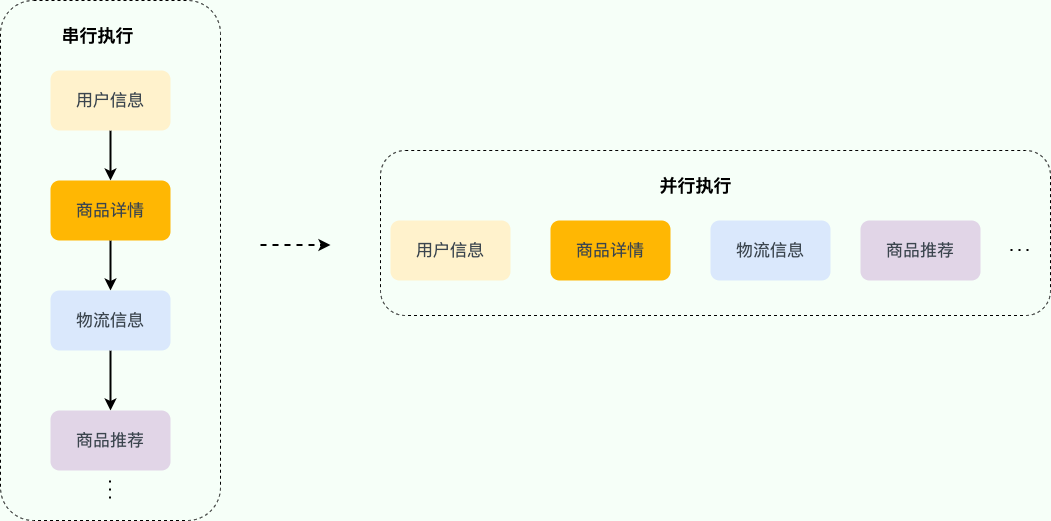 串行执行
用户信息
商品详情
物流信息
商品推荐
...
并行执行
用户信息
商品详情
物流信息
商品推荐
...